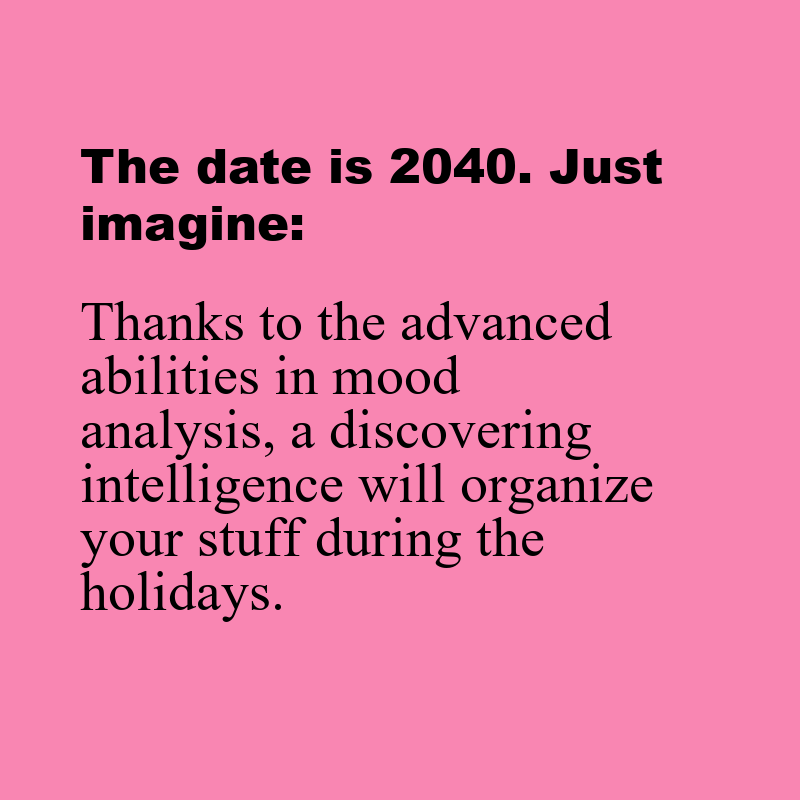 The date is 2040. Just
imagine:
Thanks to the advanced
abilities in mood
analysis, a discovering
intelligence will organize
your stuff during the
holidays.